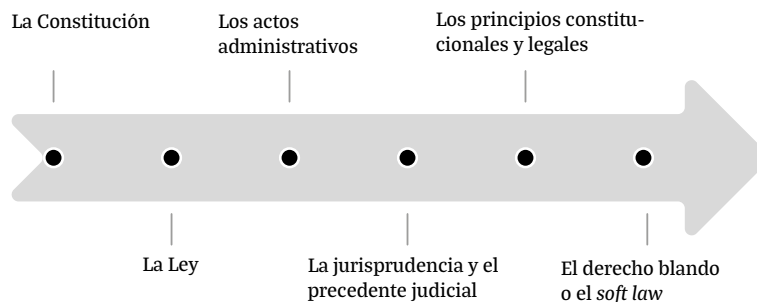 La Constitución
Los actos
administrativos
Los principios constitu-
cionales y legales
La Ley
La jurisprudencia y el
precedente judicial
El derecho blando
o el soft law